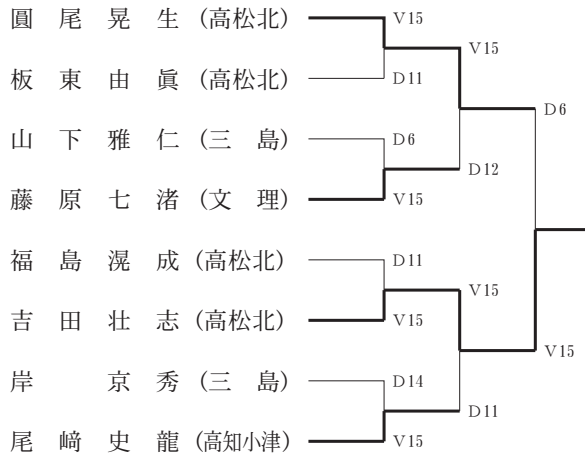 圓尾晃生(高松北) V15
V15
板東由眞(高松北) D11
D6
山下雅仁(三島) D6
D12
藤原七渚(文理) V15
福島滉成(高松北) D11
V15
吉田壮志(高松北) V15
V15
岸京秀(三島) D14
D11
尾﨑史龍(高知小津) V15